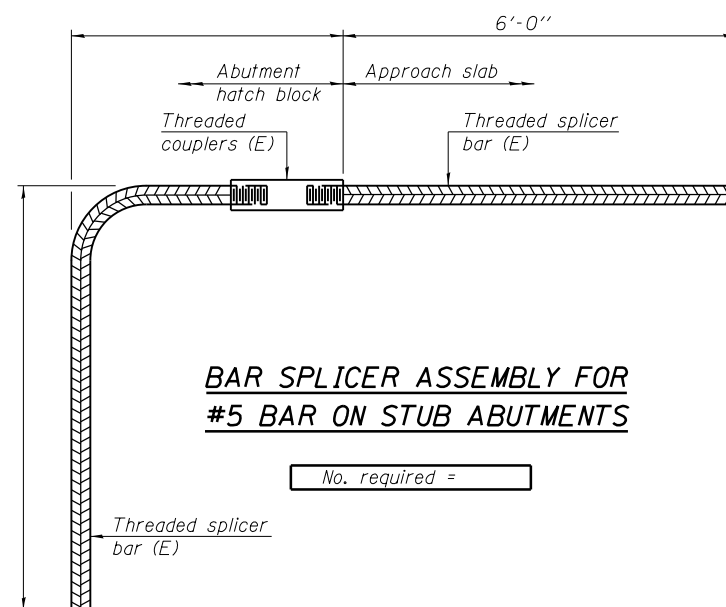 6'-0''
Abutment
hatch block
Approach slab
Threaded
couplers (E)
Threaded splicer
bar (E)
BAR SPLICER ASSEMBLY FOR
#5 BAR ON STUB ABUTMENTS
No. required =
Threaded splicer
bar (E)